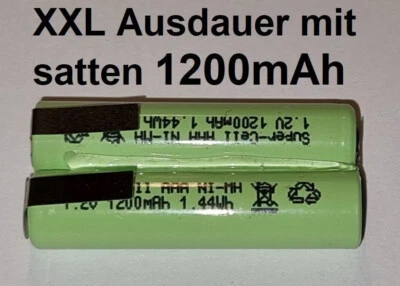 XXL Ausdauer mit
satten 1200mAh
Super-Cell AAA NI-MH
1.2V 1200mAh 1.44Wh
AAA NI-MH
1.2V 1200mAh 1.44Wh